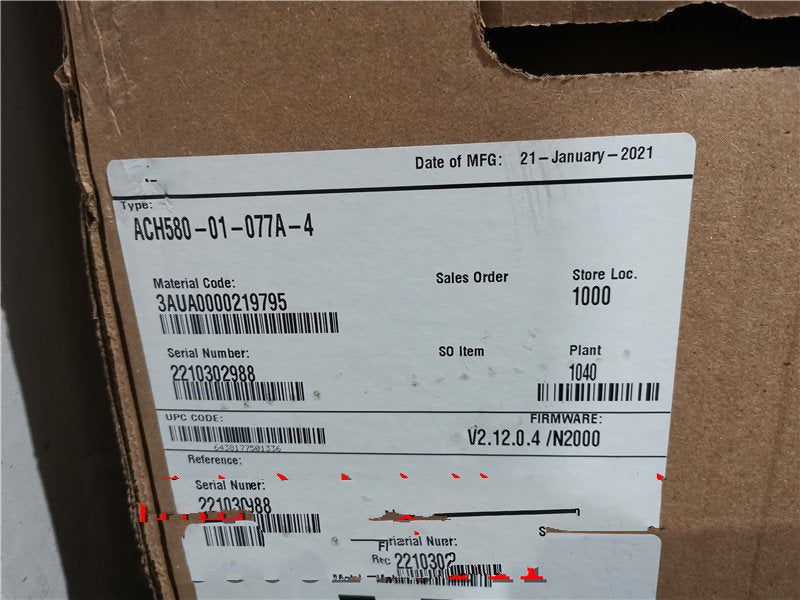 Date of MFG: 21-January-2021
Type:
ACH580-01-077A-4
Material Code: Sales Order Store Loc.
3AUA0000219795 1000
Serial Number: SO Item Plant
2210302988 1040
UPC CODE: FIRMWARE:
6438177501336 V2.12.0.4 /N2000
Reference:
Serial Nuner:
221030988
S
2210302